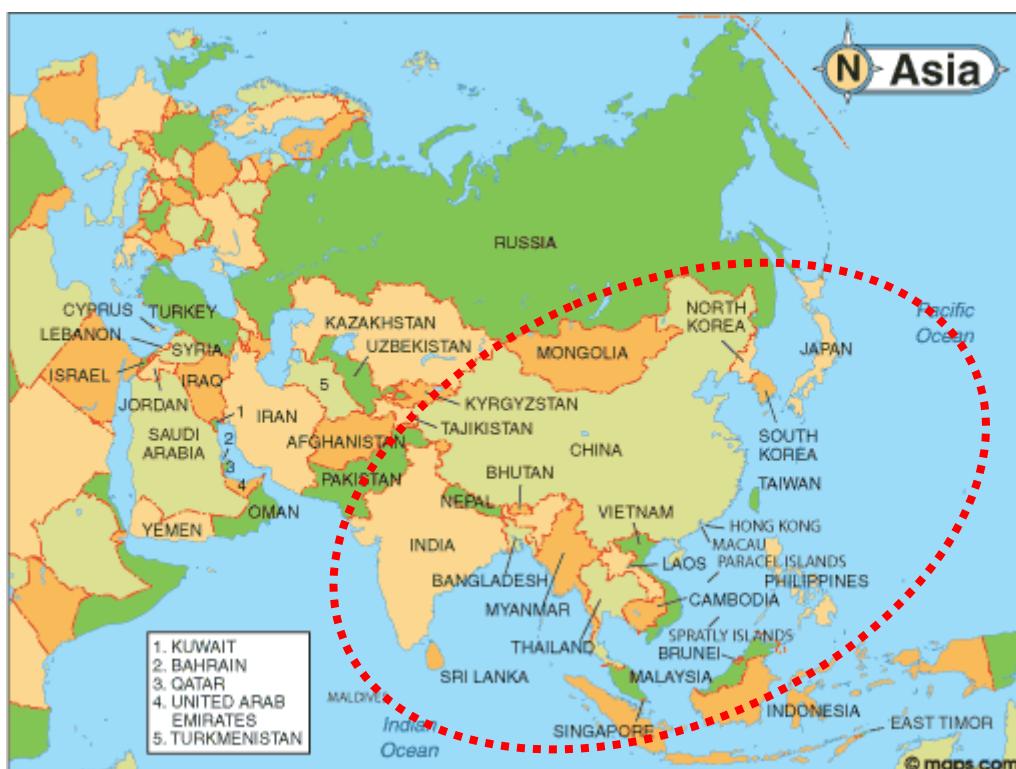 N Asia
RUSSIA
Pacific
Ocean
CYPRUS
TURKEY
LEBANON
SYRIA
ISRAEL
IRAQ
JORDAN
1
IRAN
SAUDI
ARABIA
2
3
4
OMAN
YEMEN
KAZAKHSTAN
UZBEKISTAN
5
KYRGYZSTAN
TAJIKISTAN
AFGHANISTAN
PAKISTAN
MONGOLIA
NORTH
KOREA
JAPAN
SOUTH
KOREA
CHINA
TAIWAN
BHUTAN
NEPAL
INDIA
BANGLADESH
MYANMAR
VIETNAM
LAOS
HONG KONG
MACAU
PARACEL ISLANDS
PHILIPPINES
CAMBODIA
THAILAND
SPRATLY ISLANDS
BRUNEI
MALAYSIA
SRI LANKA
MALDIVES
Indian
Ocean
SINGAPORE
INDONESIA
EAST TIMOR
1. KUWAIT
2. BAHRAIN
3. QATAR
4. UNITED ARAB
EMIRATES
5. TURKMENISTAN
© maps.com